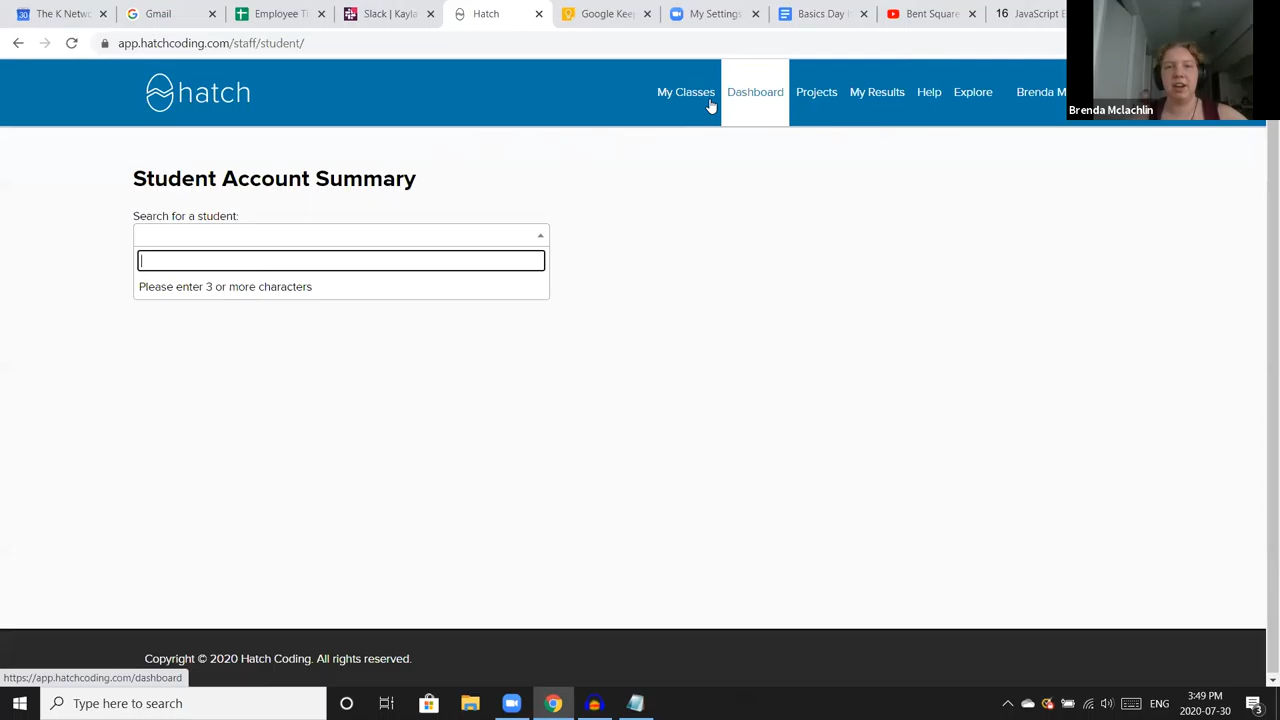 The K Netw
Gmail
Employee Ti
Slack | Kayla
Hatch
Google Keep
My Settings
Basics Day
Bent Square
16 JavaScript E
app.hatchcoding.com/staff/student/
hatch
My Classes
Dashboard
Projects
My Results
Help
Explore
Brenda M
Brenda Mclachlin
Student Account Summary
Search for a student:
Please enter 3 or more characters
Copyright © 2020 Hatch Coding. All rights reserved.
https://app.hatchcoding.com/dashboard
Type here to search
ENG
3:49 PM
2020-07-30
3